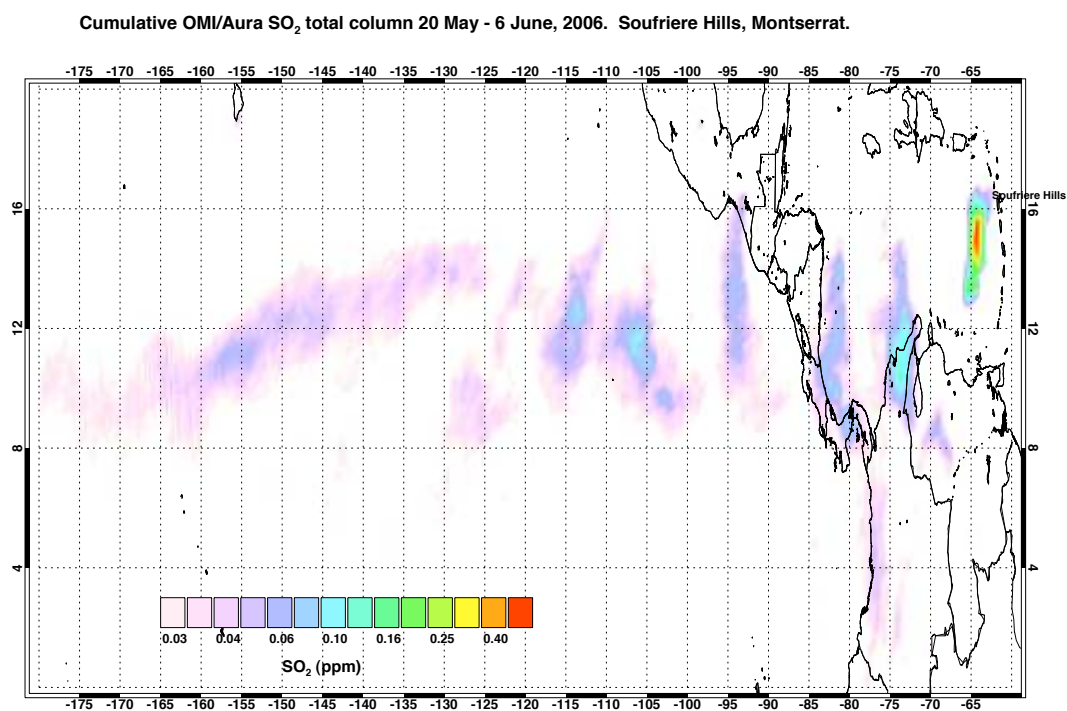 Cumulative OMI/Aura SO2 total column 20 May - 6 June, 2006. Soufriere Hills, Montserrat.
-175 -170 -165 -160 -155 -150 -145 -140 -135 -130 -125 -120 -115 -110 -105 -100 -95 -90 -85 -80 -75 -70 -65
Soufriere Hills
16 16
12 12
8 8
4 4
0.03 0.04 0.06 0.10 0.16 0.25 0.40
SO2 (ppm)
-175 -170 -165 -160 -155 -150 -145 -140 -135 -130 -125 -120 -115 -110 -105 -100 -95 -90 -85 -80 -75 -70 -65